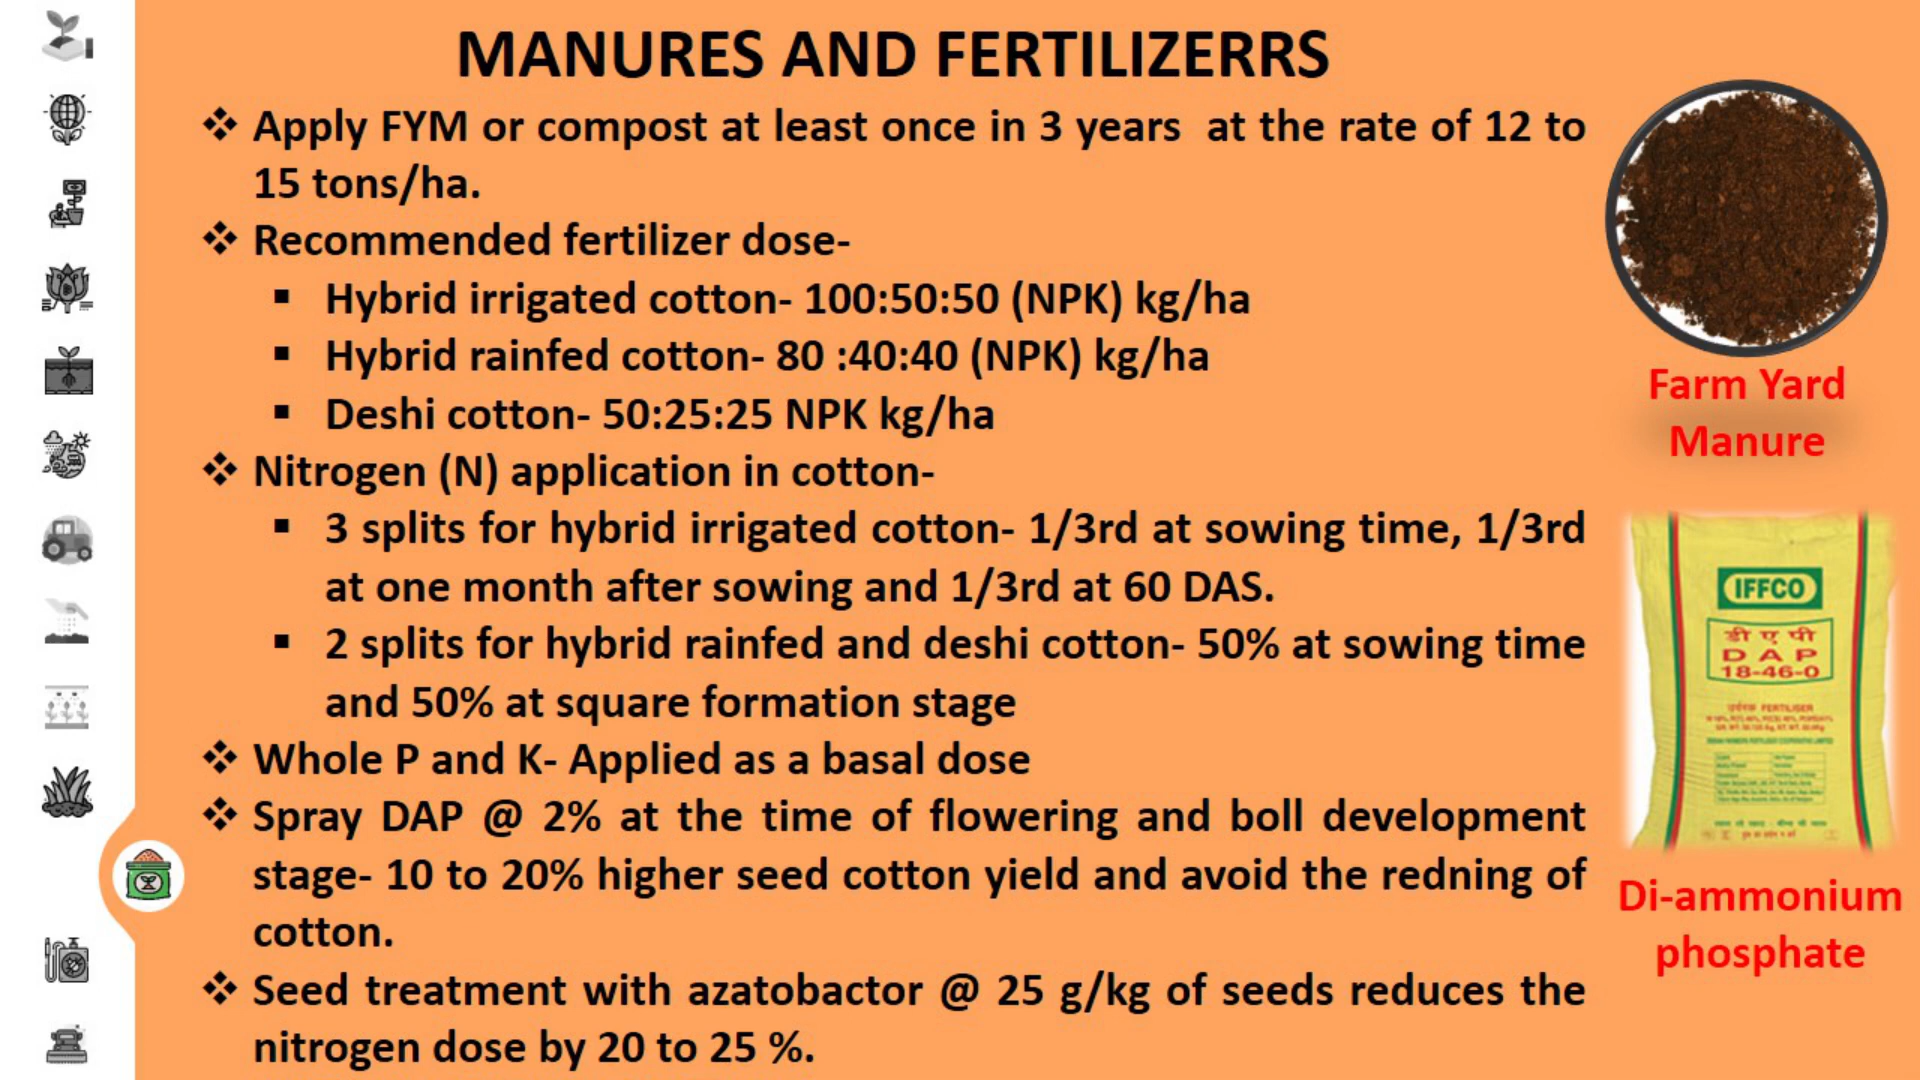 MANURES AND FERTILIZERRS
❖ Apply FYM or compost at least once in 3 years at the rate of 12 to
15 tons/ha.
❖ Recommended fertilizer dose-
▪ Hybrid irrigated cotton- 100:50:50 (NPK) kg/ha
▪ Hybrid rainfed cotton- 80 :40:40 (NPK) kg/ha
▪ Deshi cotton- 50:25:25 NPK kg/ha
❖ Nitrogen (N) application in cotton-
▪ 3 splits for hybrid irrigated cotton- 1/3rd at sowing time, 1/3rd
at one month after sowing and 1/3rd at 60 DAS.
▪ 2 splits for hybrid rainfed and deshi cotton- 50% at sowing time
and 50% at square formation stage
❖ Whole P and K- Applied as a basal dose
❖ Spray DAP @ 2% at the time of flowering and boll development
stage- 10 to 20% higher seed cotton yield and avoid the redning of
cotton.
❖ Seed treatment with azatobactor @ 25 g/kg of seeds reduces the
nitrogen dose by 20 to 25 %.
Farm Yard
Manure
IFFCO
डी ए पी
D A P
18-46-0
उर्वरक FERTILISER
Di-ammonium
phosphate